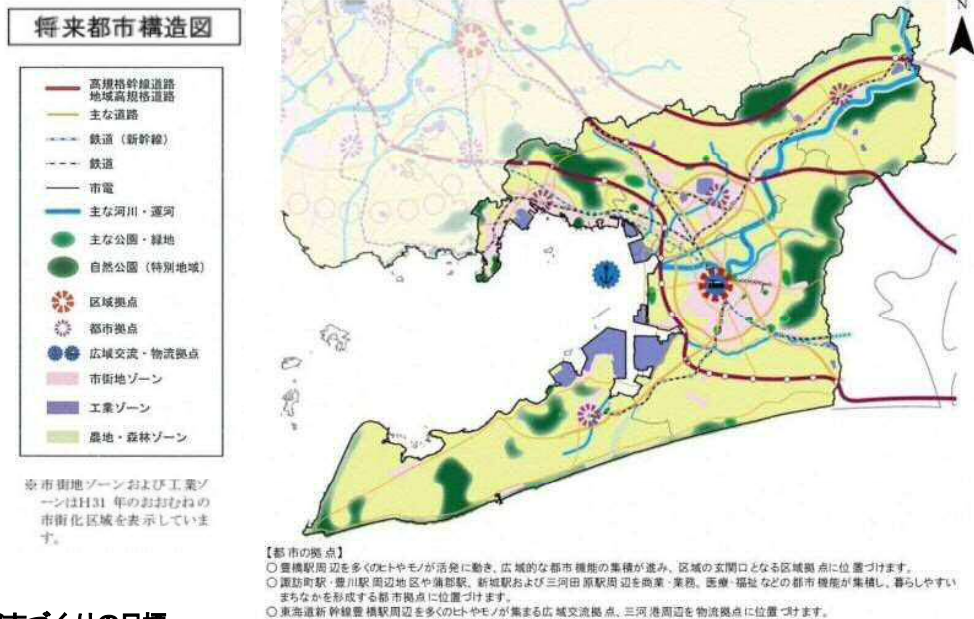 将来都市構造図
N
高規格幹線道路
地域高規格道路
主な道路
鉄道（新幹線）
鉄道
市電
主な河川・運河
主な公園・緑地
自然公園（特別地域）
区域拠点
都市拠点
広域交流・物流拠点
市街地ゾーン
工業ゾーン
農地・森林ゾーン
※市街地ゾーンおよび工業ゾ
ーンはH31 年のおおむねの
市街化区域を表示していま
す。
【都市の拠点】
○豊橋駅周辺を多くのヒトやモノが活発に動き、広域的な都市機能の集積が進み、区域の玄関口となる区域拠点に位置づけます。
○諏訪町駅・豊川駅周辺地区や蒲郡駅、新城駅および三河田原駅周辺を商業・業務、医療・福祉などの都市機能が集積し、暮らしやすい
まちなかを形成する都市拠点に位置づけます。
○東海道新幹線豊橋駅周辺を多くのヒトやモノが集まる広域交流拠点、三河港周辺を物流拠点に位置づけます。